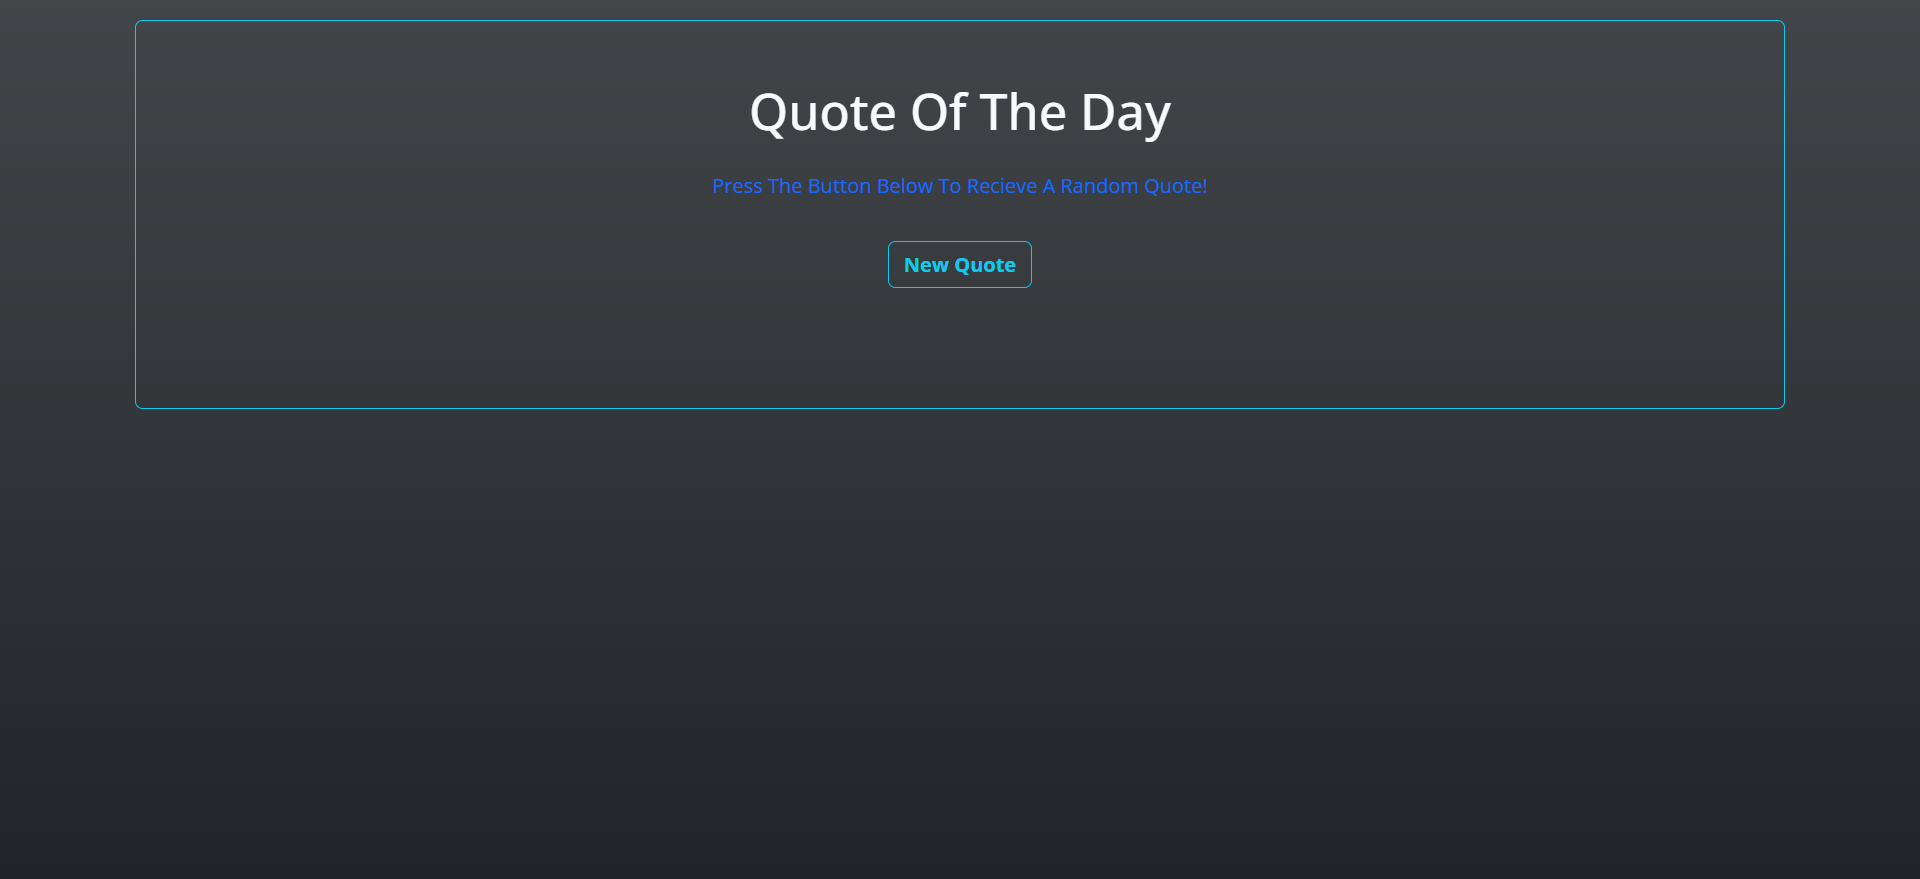 Quote Of The Day
Press The Button Below To Recieve A Random Quote!
New Quote